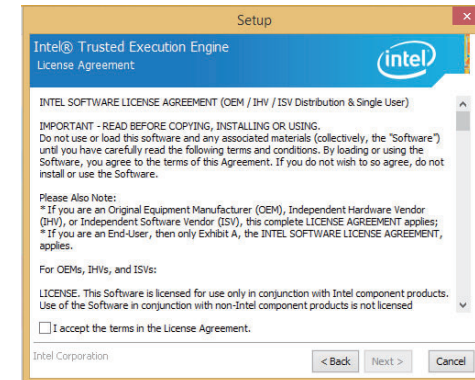 Setup
Intel® Trusted Execution Engine
License Agreement
intel
INTEL SOFTWARE LICENSE AGREEMENT (OEM / IHV / ISV Distribution & Single User)
IMPORTANT - READ BEFORE COPYING, INSTALLING OR USING.
Do not use or load this software and any associated materials (collectively, the "Software")
until you have carefully read the following terms and conditions. By loading or using the
Software, you agree to the terms of this Agreement. If you do not wish to so agree, do not
install or use the Software.
Please Also Note:
* If you are an Original Equipment Manufacturer (OEM), Independent Hardware Vendor
(IHV), or Independent Software Vendor (ISV), this complete LICENSE AGREEMENT applies;
* If you are an End-User, then only Exhibit A, the INTEL SOFTWARE LICENSE AGREEMENT,
applies.
For OEMs, IHVs, and ISVs:
LICENSE. This Software is licensed for use only in conjunction with Intel component products.
Use of the Software in conjunction with non-Intel component products is not licensed
I accept the terms in the License Agreement.
Intel Corporation
< Back
Next >
Cancel